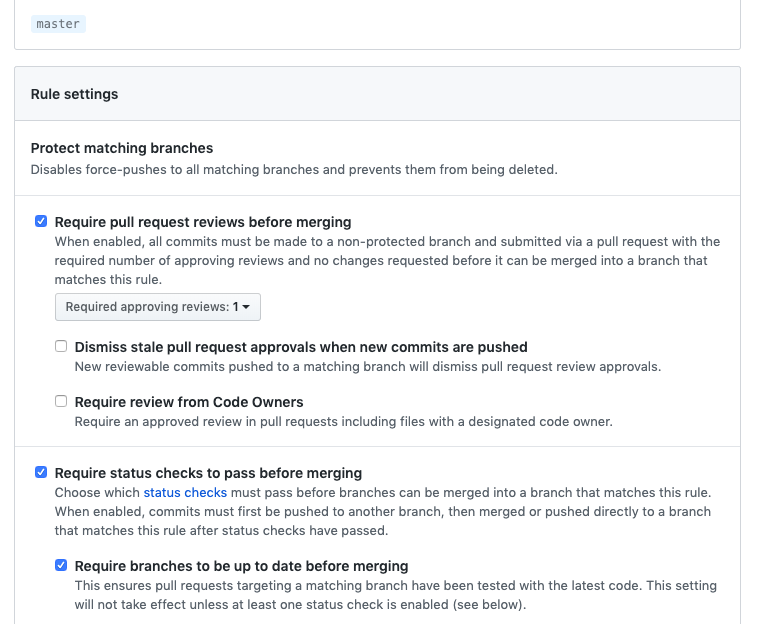 master
Rule settings
Protect matching branches
Disables force-pushes to all matching branches and prevents them from being deleted.
Require pull request reviews before merging
When enabled, all commits must be made to a non-protected branch and submitted via a pull request with the
required number of approving reviews and no changes requested before it can be merged into a branch that
matches this rule.
Required approving reviews: 1
Dismiss stale pull request approvals when new commits are pushed
New reviewable commits pushed to a matching branch will dismiss pull request review approvals.
Require review from Code Owners
Require an approved review in pull requests including files with a designated code owner.
Require status checks to pass before merging
Choose which status checks must pass before branches can be merged into a branch that matches this rule.
When enabled, commits must first be pushed to another branch, then merged or pushed directly to a branch
that matches this rule after status checks have passed.
Require branches to be up to date before merging
This ensures pull requests targeting a matching branch have been tested with the latest code. This setting
will not take effect unless at least one status check is enabled (see below).